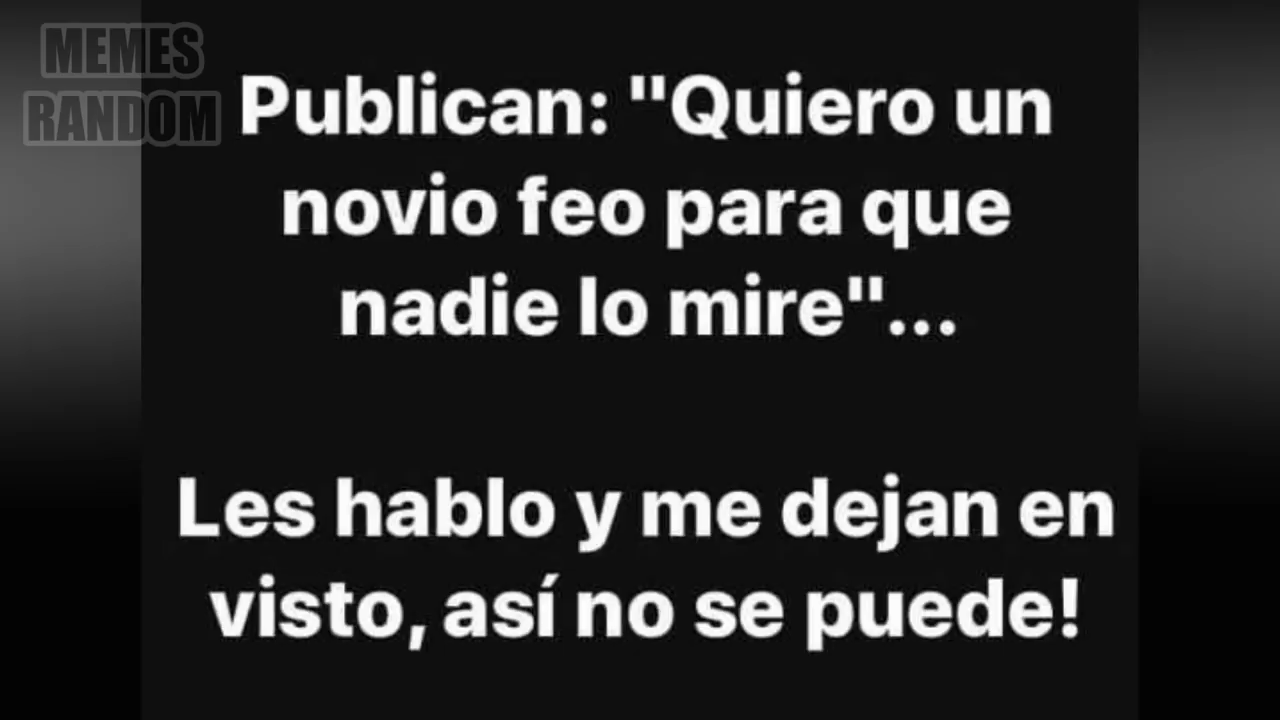 MEMES
RANDOM
Publican: "Quiero un
novio feo para que
nadie lo mire"...
Les hablo y me dejan en
visto, así no se puede!